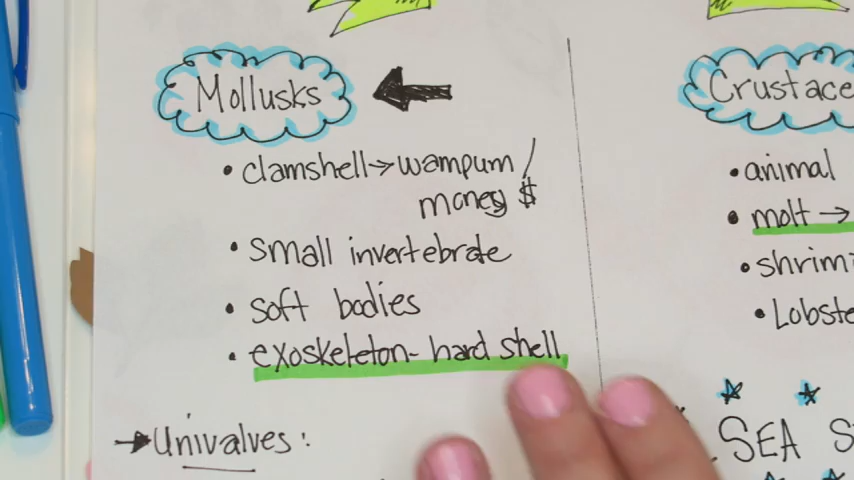 Mollusks
• clamshell → wampum /
money $
• small invertebrate
• soft bodies
• exoskeleton - hard shell
→ Univalves:
Crustace
• animal
• molt →
• shrim
• Lobste
SEA S